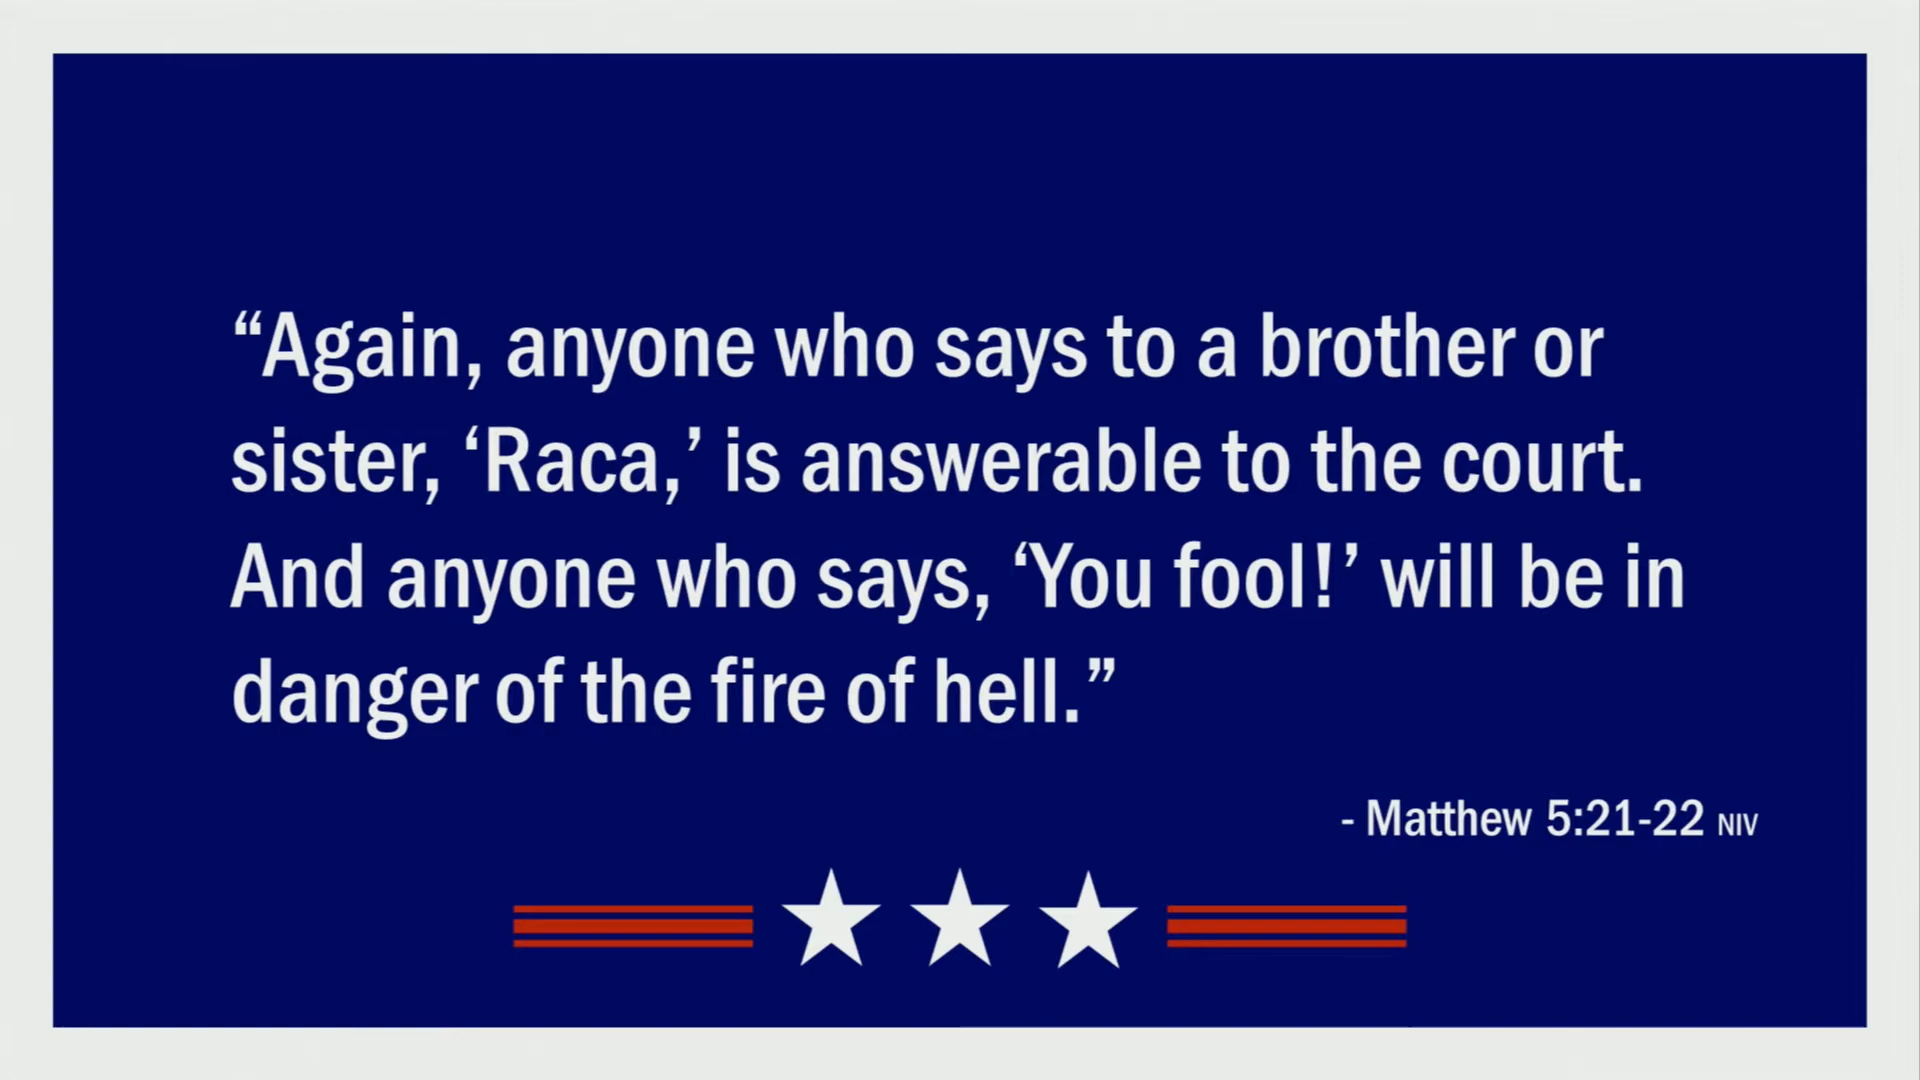 “Again, anyone who says to a brother or
sister, ‘Raca,’ is answerable to the court.
And anyone who says, ‘You fool!’ will be in
danger of the fire of hell.”
- Matthew 5:21-22 NIV